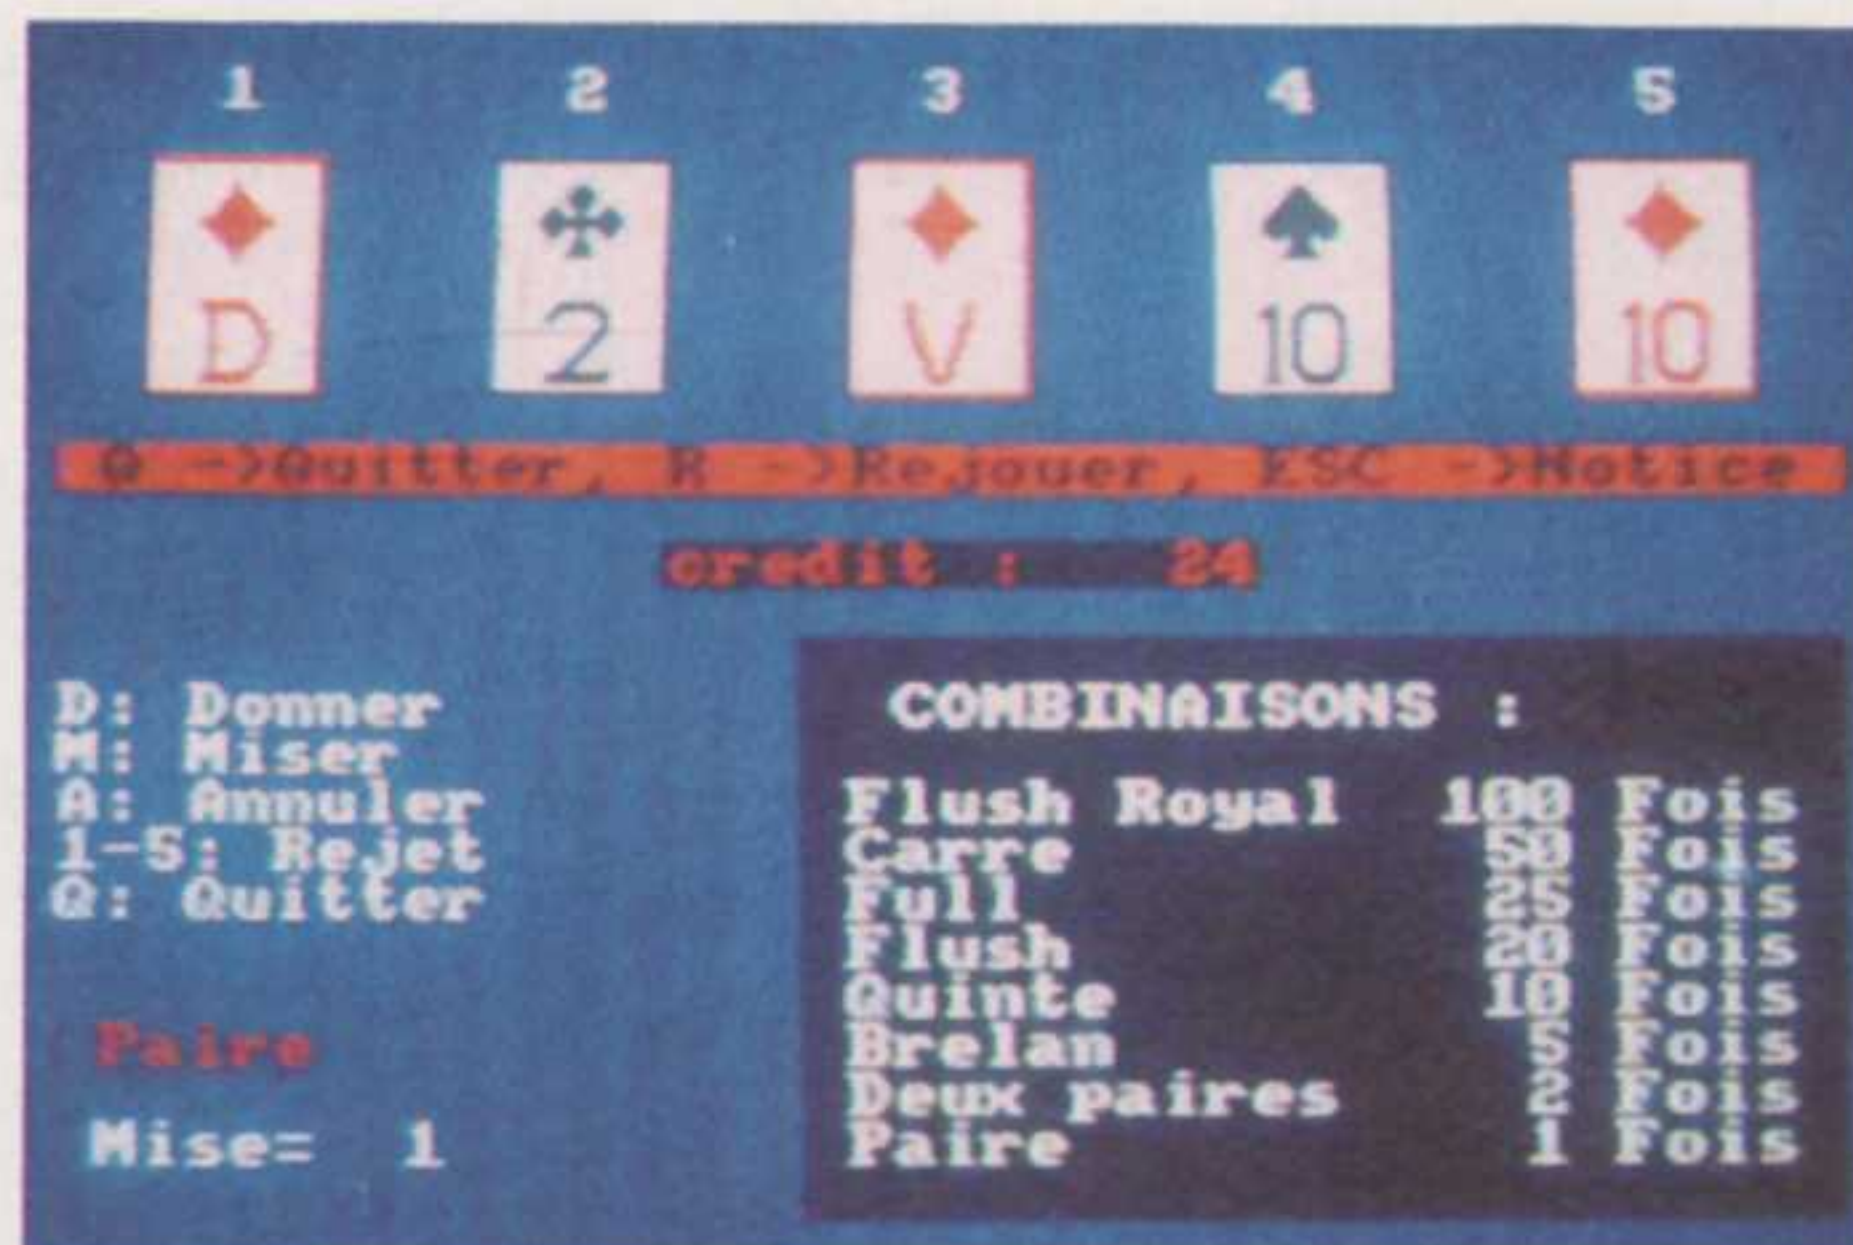 1 2 3 4 5
D 2 V 10 10
Q ->Quitter, R ->Rejouer, ESC ->Notice
credit : 24
D: Donner
M: Miser
A: Annuler
1-5: Rejet
Q: Quitter
Paire
Mise= 1
COMBINAISONS :
Flush Royal 100 Fois
Carre 50 Fois
Full 25 Fois
Flush 20 Fois
Quinte 10 Fois
Brelan 5 Fois
Deux paires 2 Fois
Paire 1 Fois